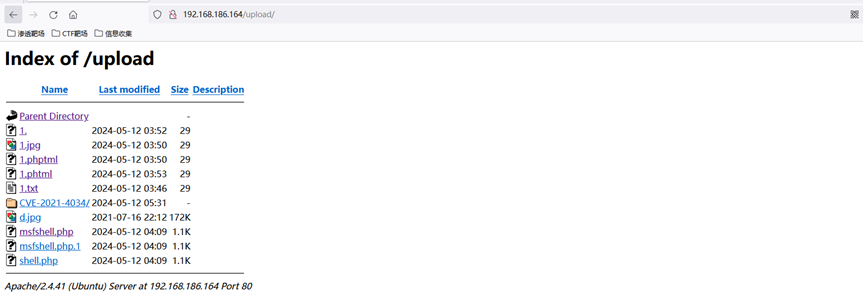 192.168.186.164/upload/
渗透靶场 CTF靶场 信息收集
Index of /upload
Name Last modified Size Description
Parent Directory -
1. 2024-05-12 03:52 29
1.jpg 2024-05-12 03:50 29
1.phptml 2024-05-12 03:50 29
1.phtml 2024-05-12 03:53 29
1.txt 2024-05-12 03:46 29
CVE-2021-4034/ 2024-05-12 05:31 -
d.jpg 2021-07-16 22:12 172K
msfshell.php 2024-05-12 04:09 1.1K
msfshell.php.1 2024-05-12 04:09 1.1K
shell.php 2024-05-12 04:09 1.1K
Apache/2.4.41 (Ubuntu) Server at 192.168.186.164 Port 80